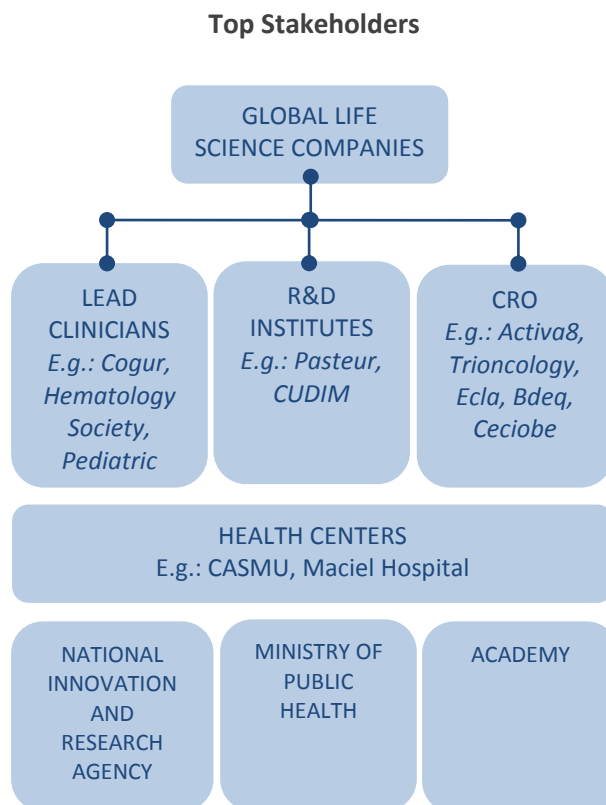 Top Stakeholders
GLOBAL LIFE
SCIENCE COMPANIES
LEAD
CLINICIANS
E.g.: Cogur,
Hematology
Society,
Pediatric
R&D
INSTITUTES
E.g.: Pasteur,
CUDIM
CRO
E.g.: Activa8,
Trioncology,
Ecla, Bdeq,
Ceciobe
HEALTH CENTERS
E.g.: CASMU, Maciel Hospital
NATIONAL
INNOVATION
AND
RESEARCH
AGENCY
MINISTRY OF
PUBLIC
HEALTH
ACADEMY